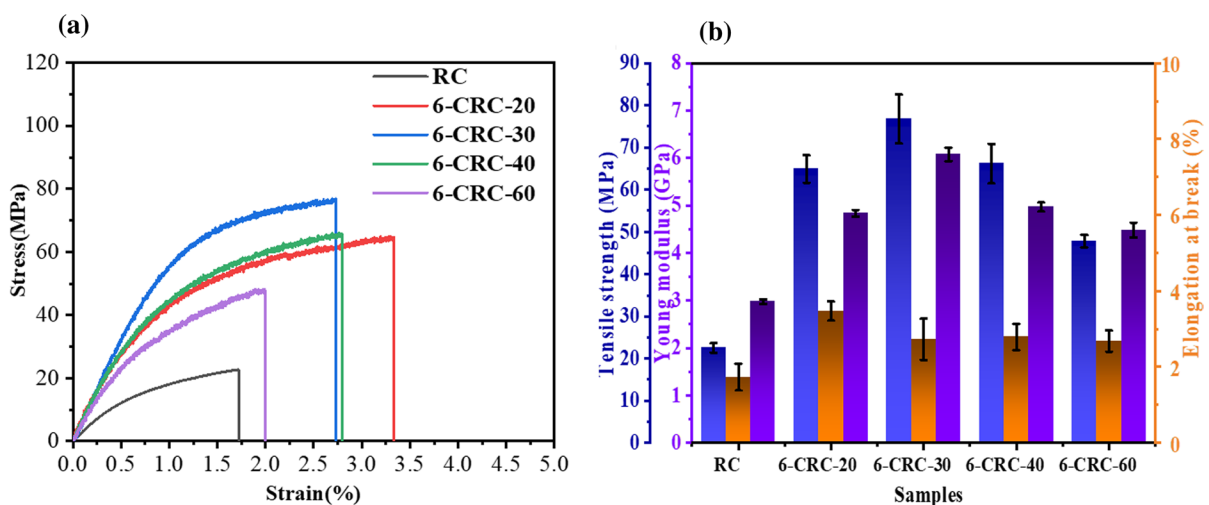 (a)
120
100
80
60
40
20
0
Stress(MPa)
RC
6-CRC-20
6-CRC-30
6-CRC-40
6-CRC-60
0.0 0.5 1.0 1.5 2.0 2.5 3.0 3.5 4.0 4.5 5.0
Strain(%)
(b)
90
80
70
60
50
40
30
20
10
0
Tensile strength (MPa)
8
7
6
5
4
3
2
1
0
Young modulus (GPa)
10
8
6
4
2
0
Elongation at break (%)
RC 6-CRC-20 6-CRC-30 6-CRC-40 6-CRC-60
Samples